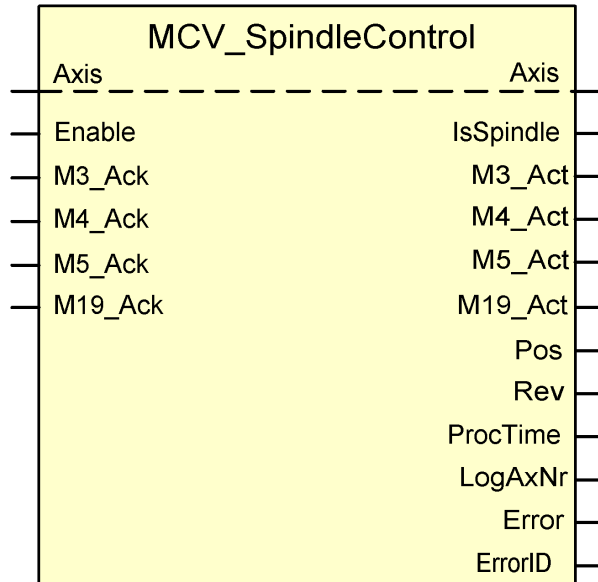 MCV_SpindleControl
Axis Axis
Enable IsSpindle
M3_Ack M3_Act
M4_Ack M4_Act
M5_Ack M5_Act
M19_Ack M19_Act
Pos
Rev
ProcTime
LogAxNr
Error
ErrorID